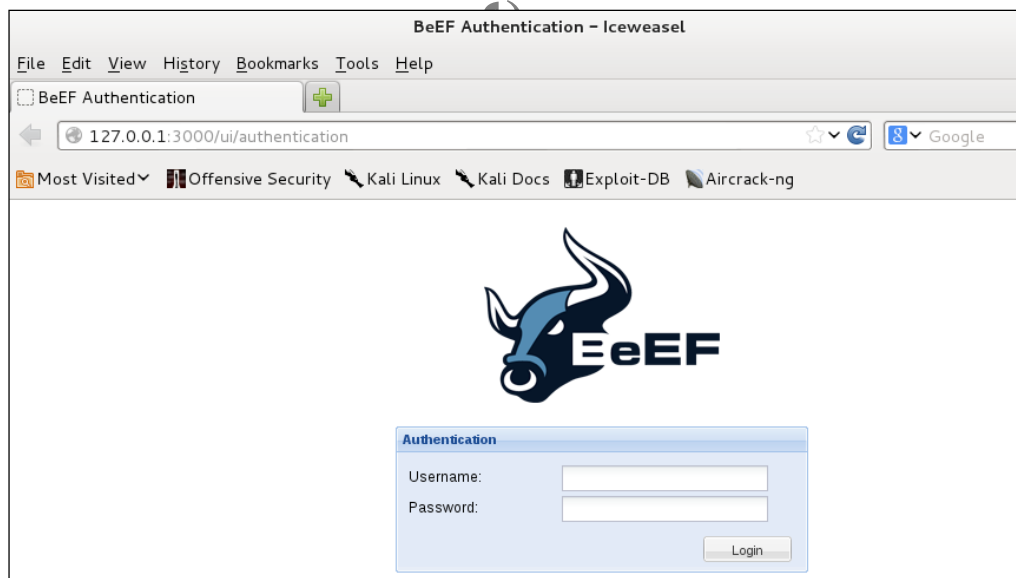 BeEF Authentication – Iceweasel
File Edit View History Bookmarks Tools Help
BeEF Authentication
127.0.0.1:3000/ui/authentication
8 Google
Most Visited Offensive Security Kali Linux Kali Docs Exploit-DB Aircrack-ng
BeEF
Authentication
Username:
Password:
Login